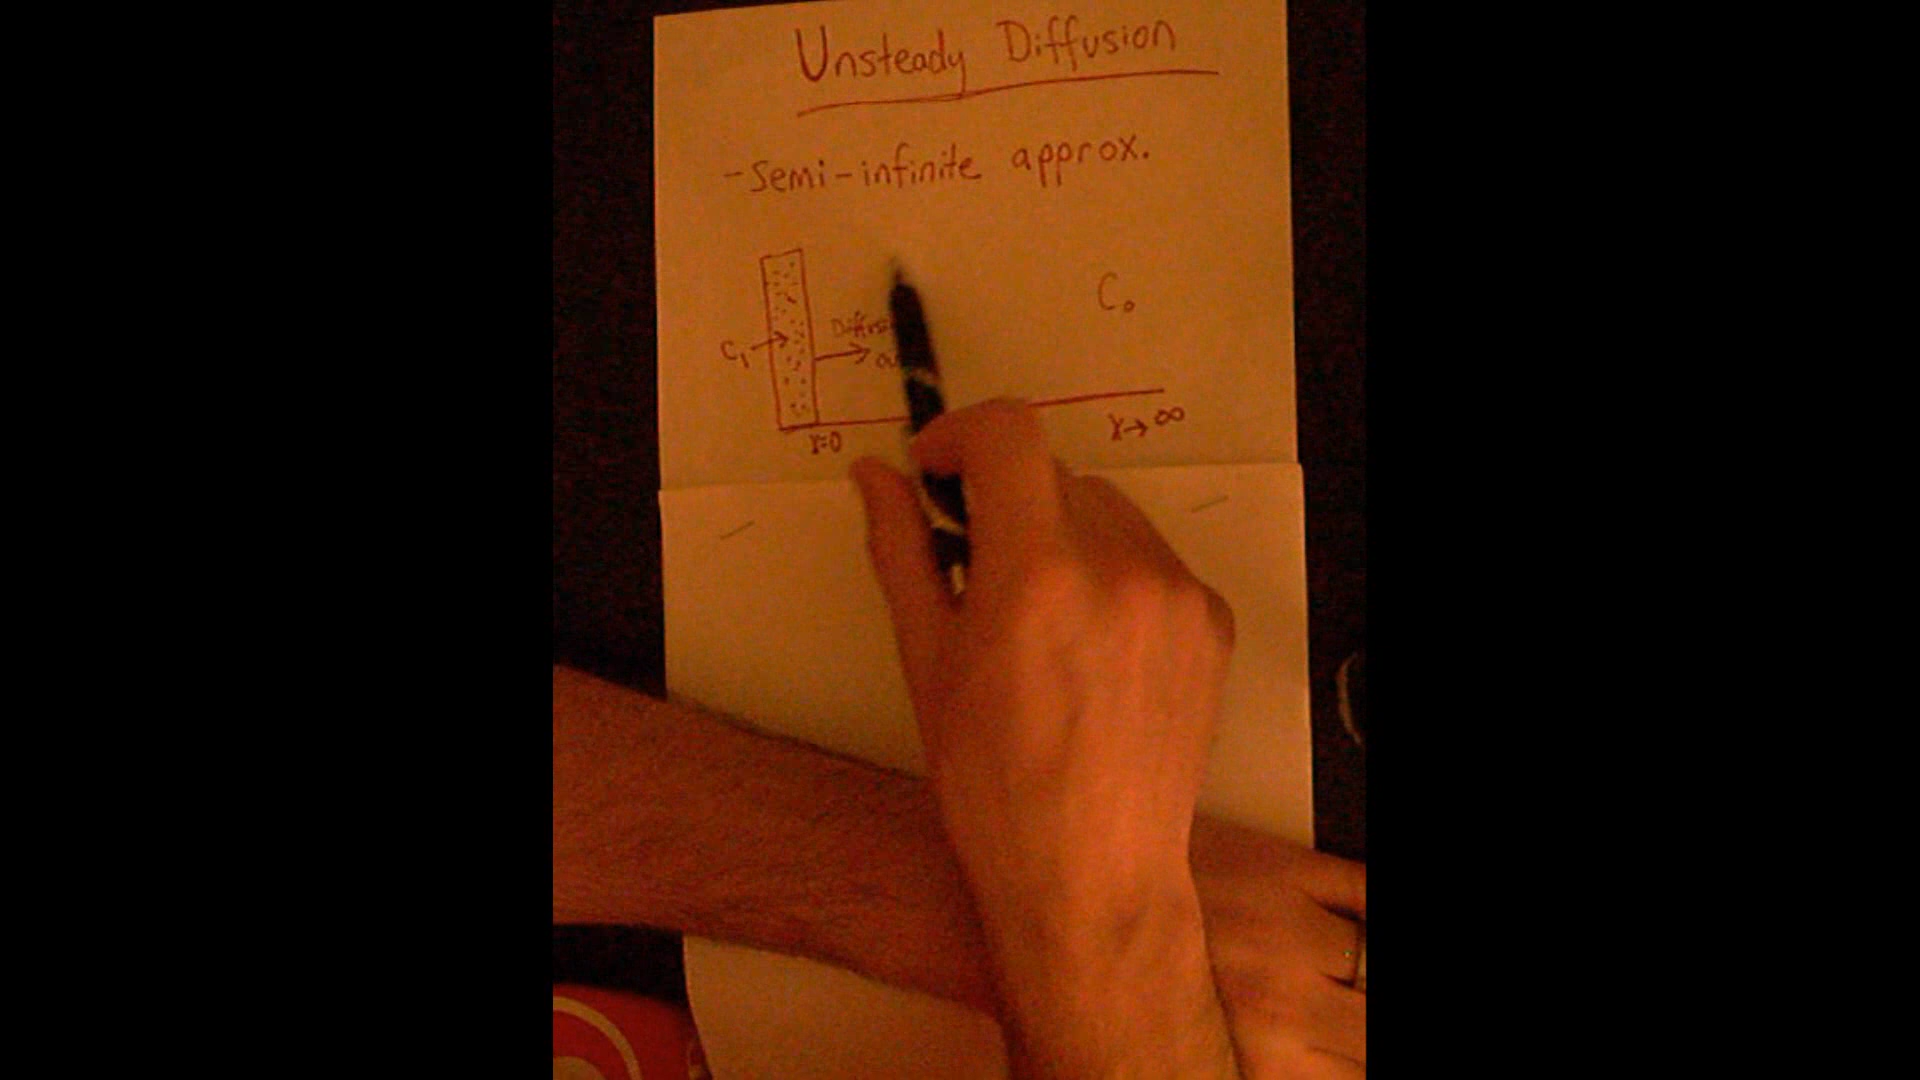 Unsteady Diffusion
- Semi-infinite approx.
C₀
C₁
x=0
x→∞